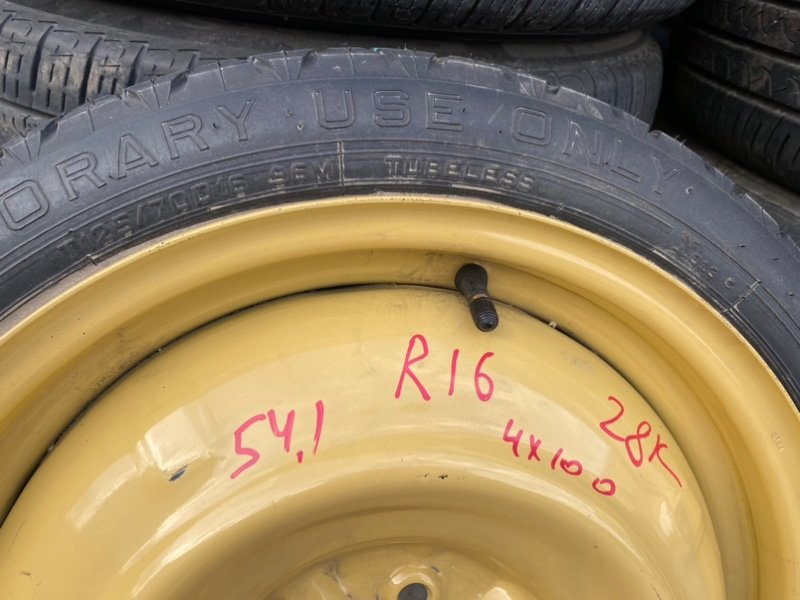 ORARY USE ONLY
T125/70D16 96M TUBELESS
R16
54,1
4x100
28K